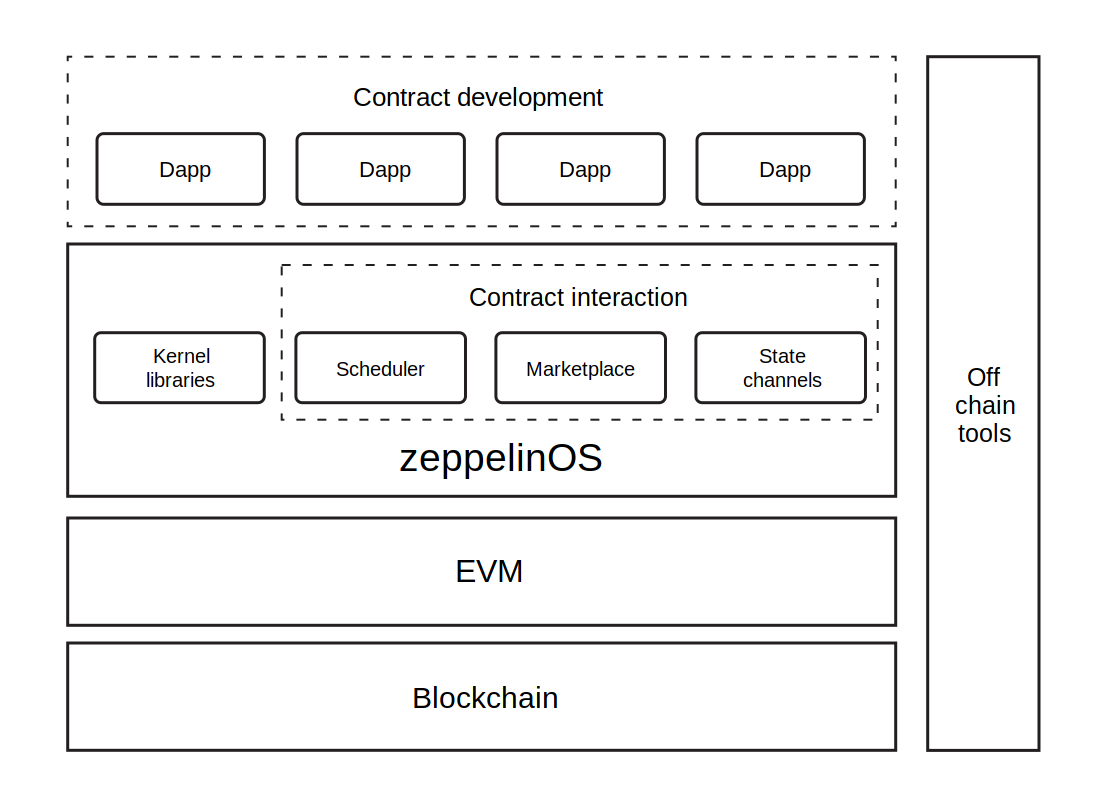 Contract development
Dapp
Dapp
Dapp
Dapp
Contract interaction
Kernel
libraries
Scheduler
Marketplace
State
channels
zeppelinOS
EVM
Blockchain
Off
chain
tools